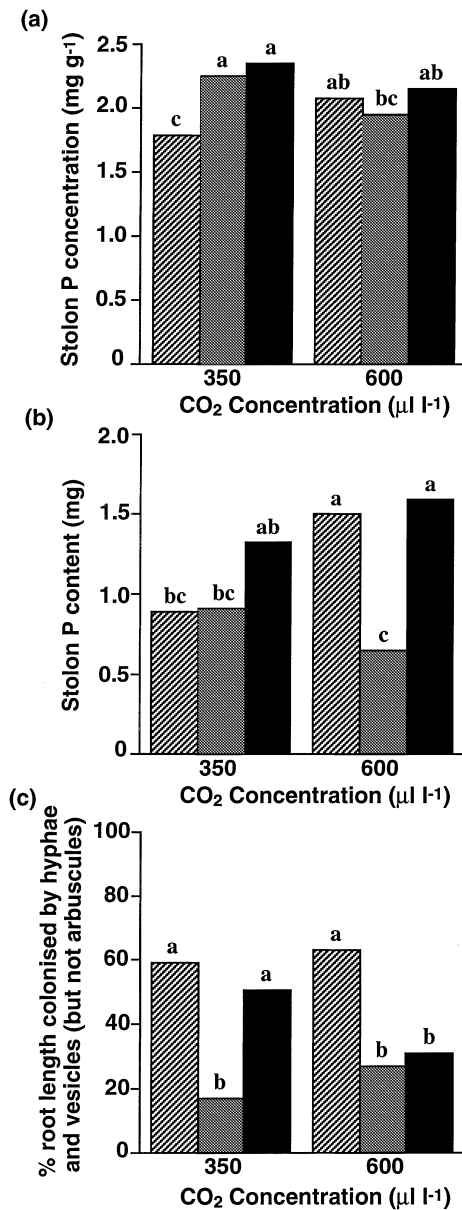 (a)
Stolon P concentration (mg g-1)
2.5
2.0
1.5
1.0
0.5
0
c
a
a
ab
bc
ab
350
600
CO2 Concentration (μl l-1)
(b)
Stolon P content (mg)
2.0
1.5
1.0
0.5
0
bc
bc
ab
a
c
a
350
600
CO2 Concentration (μl l-1)
(c)
% root length colonised by hyphae
and vesicles (but not arbuscules)
100
80
60
40
20
0
a
b
a
a
b
b
350
600
CO2 Concentration (μl l-1)